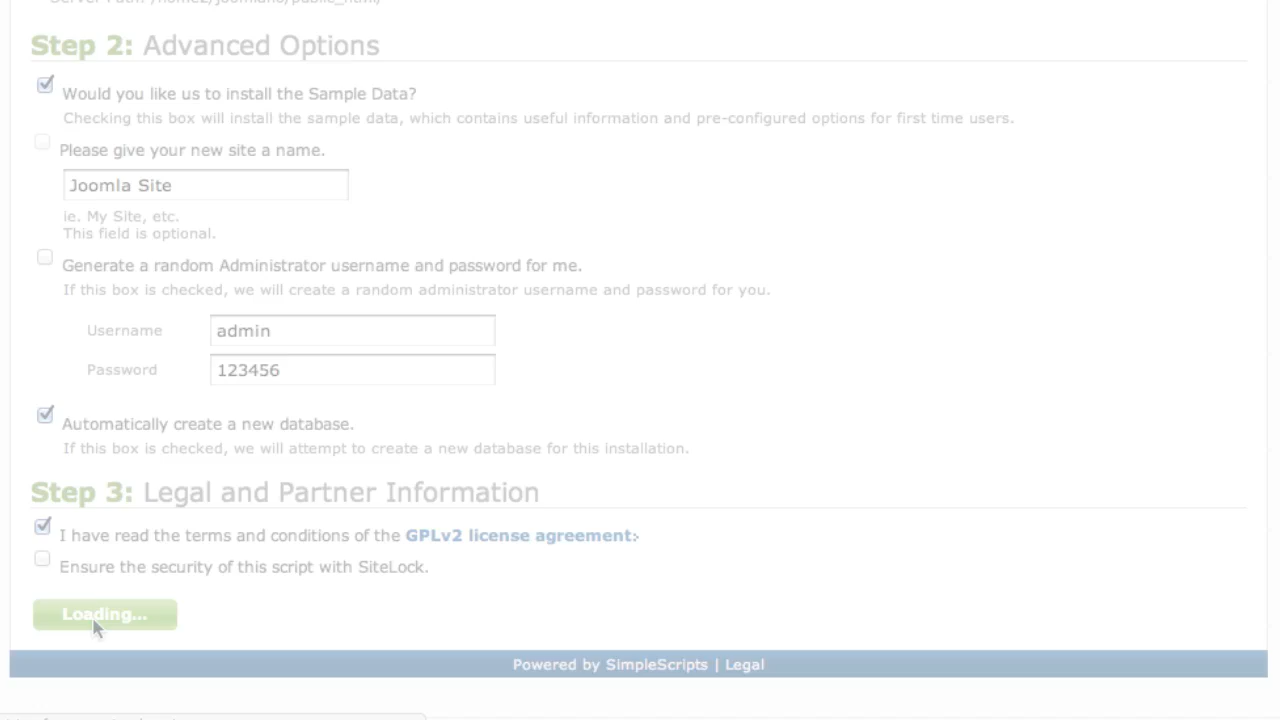 Server Path /home2/joomlaho/public_html/
Step 2: Advanced Options
Would you like us to install the Sample Data?
Checking this box will install the sample data, which contains useful information and pre-configured options for first time users.
Please give your new site a name.
Joomla Site
ie. My Site, etc.
This field is optional.
Generate a random Administrator username and password for me.
If this box is checked, we will create a random administrator username and password for you.
Username admin
Password 123456
Automatically create a new database.
If this box is checked, we will attempt to create a new database for this installation.
Step 3: Legal and Partner Information
I have read the terms and conditions of the GPLv2 license agreement:
Ensure the security of this script with SiteLock.
Loading...
Powered by SimpleScripts | Legal